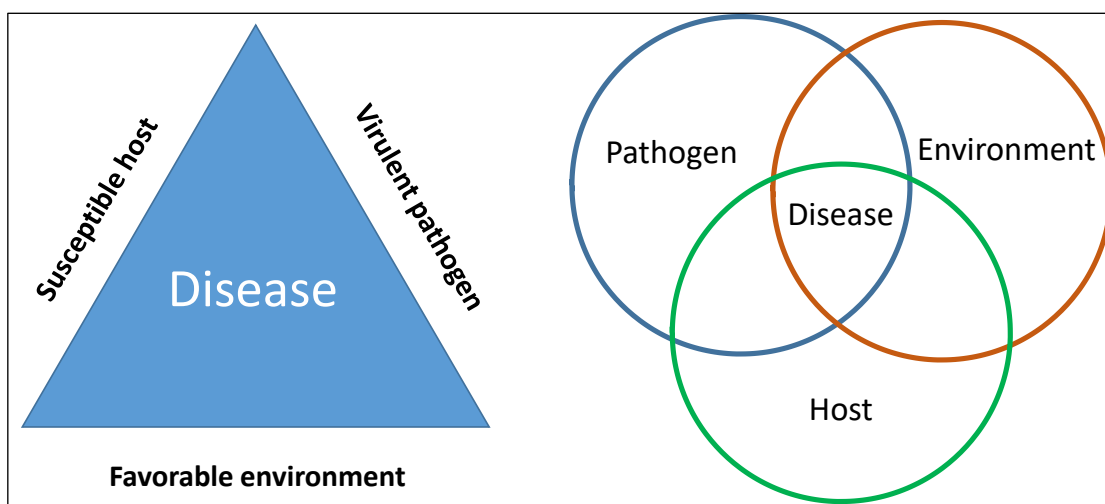 Susceptible host
Virulent pathogen
Disease
Favorable environment
Pathogen
Environment
Disease
Host